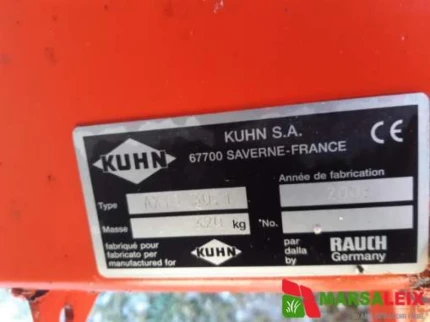 KUHN S.A.
67700 SAVERNE-FRANCE
KUHN
Type
Année de fabrication
Masse kg
*No.
fabriqué pour
fabricato per
manufactured for
KUHN
par
dalla
by
RAUCH
Germany
MARSALEIX